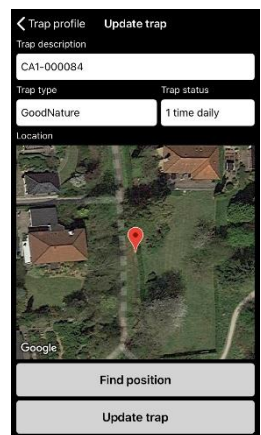 Trap profile Update trap
Trap description
CA1-000084
Trap type Trap status
GoodNature 1 time daily
Location
Google
Find position
Update trap